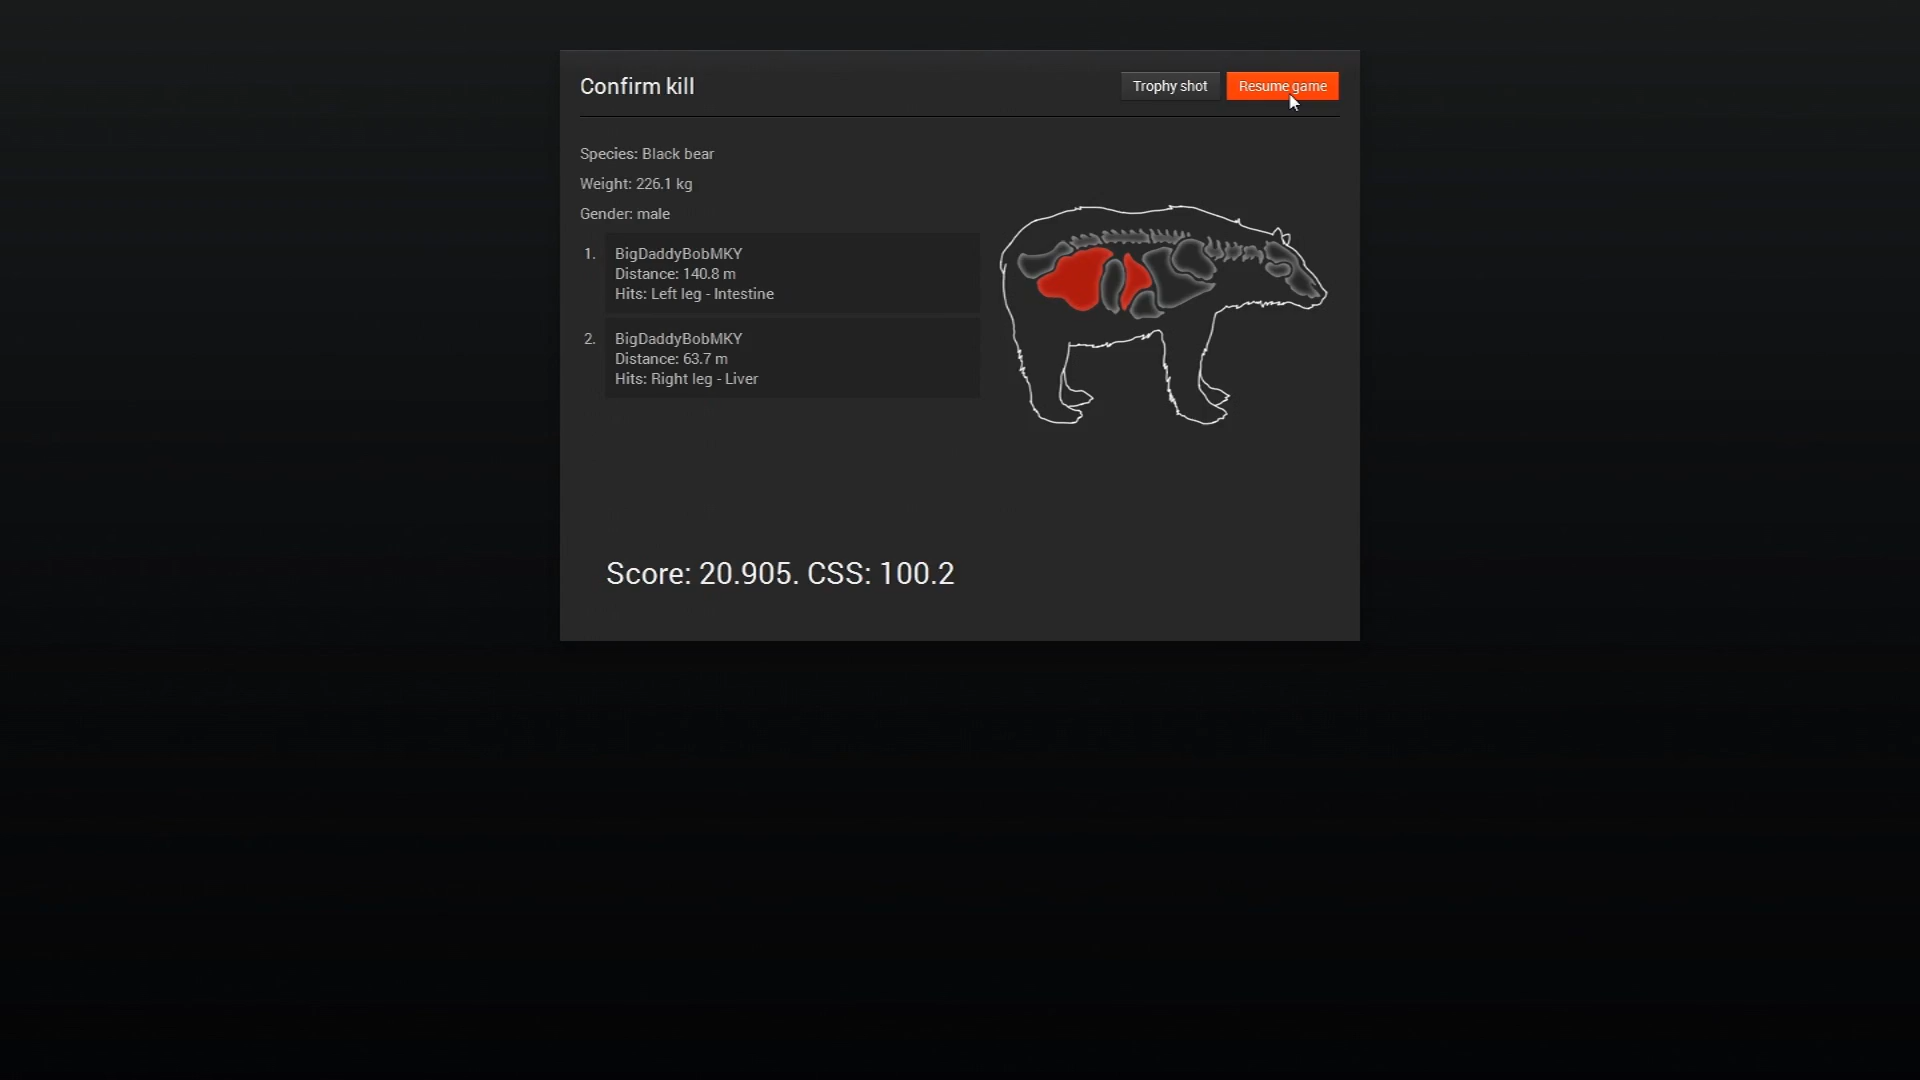 Confirm kill
Trophy shot
Resume game
Species: Black bear
Weight: 226.1 kg
Gender: male
1.
BigDaddyBobMKY
Distance: 140.8 m
Hits: Left leg - Intestine
2.
BigDaddyBobMKY
Distance: 63.7 m
Hits: Right leg - Liver
Score: 20.905. CSS: 100.2